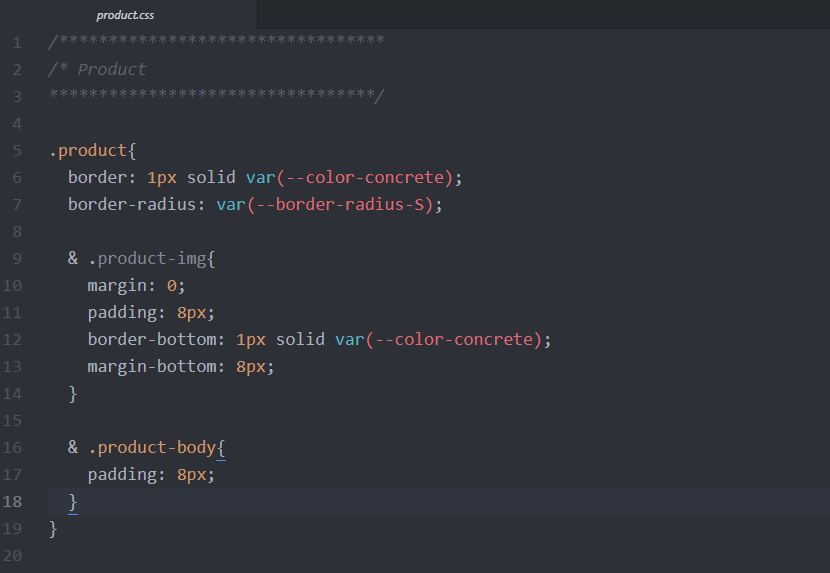 product.css
1 /*********************************
2 /* Product
3 *********************************/
4
5 .product{
6   border: 1px solid var(--color-concrete);
7   border-radius: var(--border-radius-S);
8
9   & .product-img{
10     margin: 0;
11     padding: 8px;
12     border-bottom: 1px solid var(--color-concrete);
13     margin-bottom: 8px;
14   }
15
16   & .product-body{
17     padding: 8px;
18   }
19 }
20